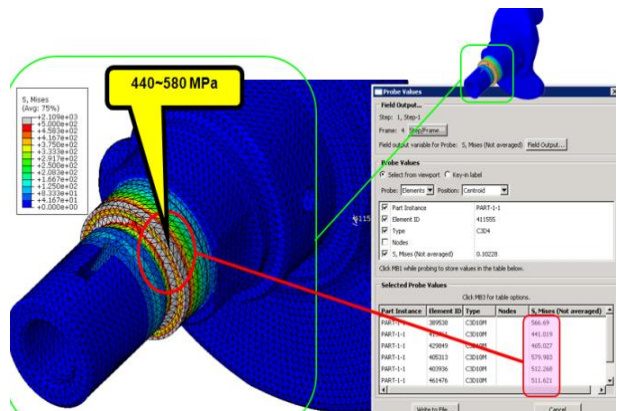 440~580 MPa
S, Mises
(Avg: 75%)
+2.109e+03
+5.000e+02
+4.583e+02
+4.167e+02
+3.750e+02
+3.333e+02
+2.917e+02
+2.500e+02
+2.083e+02
+1.667e+02
+1.250e+02
+8.333e+01
+4.167e+01
+0.000e+00
4115
Probe Values
Field Output...
Step: 1, Step-1
Frame: 4 Step/Frame...
Field output variable for Probe: S, Mises (Not averaged) Field Output...
Probe Values
Select from viewport Key-in label
Probe: Elements Position: Centroid
Part Instance PART-1-1
Element ID 411555
Type C3D4
Nodes
S, Mises (Not averaged) 0.10228
Click MB1 while probing to store values in the table below.
Selected Probe Values
Click MB3 for table options.
Part Instance Element ID Type Nodes S, Mises (Not averaged)
PART-1-1 389538 C3D10M 566.69
PART-1-1 C3D10M 441.019
PART-1-1 429849 C3D10M 465.027
PART-1-1 405313 C3D10M 579.983
PART-1-1 403936 C3D10M 512.268
PART-1-1 461476 C3D10M 511.621
Write to File Cancel